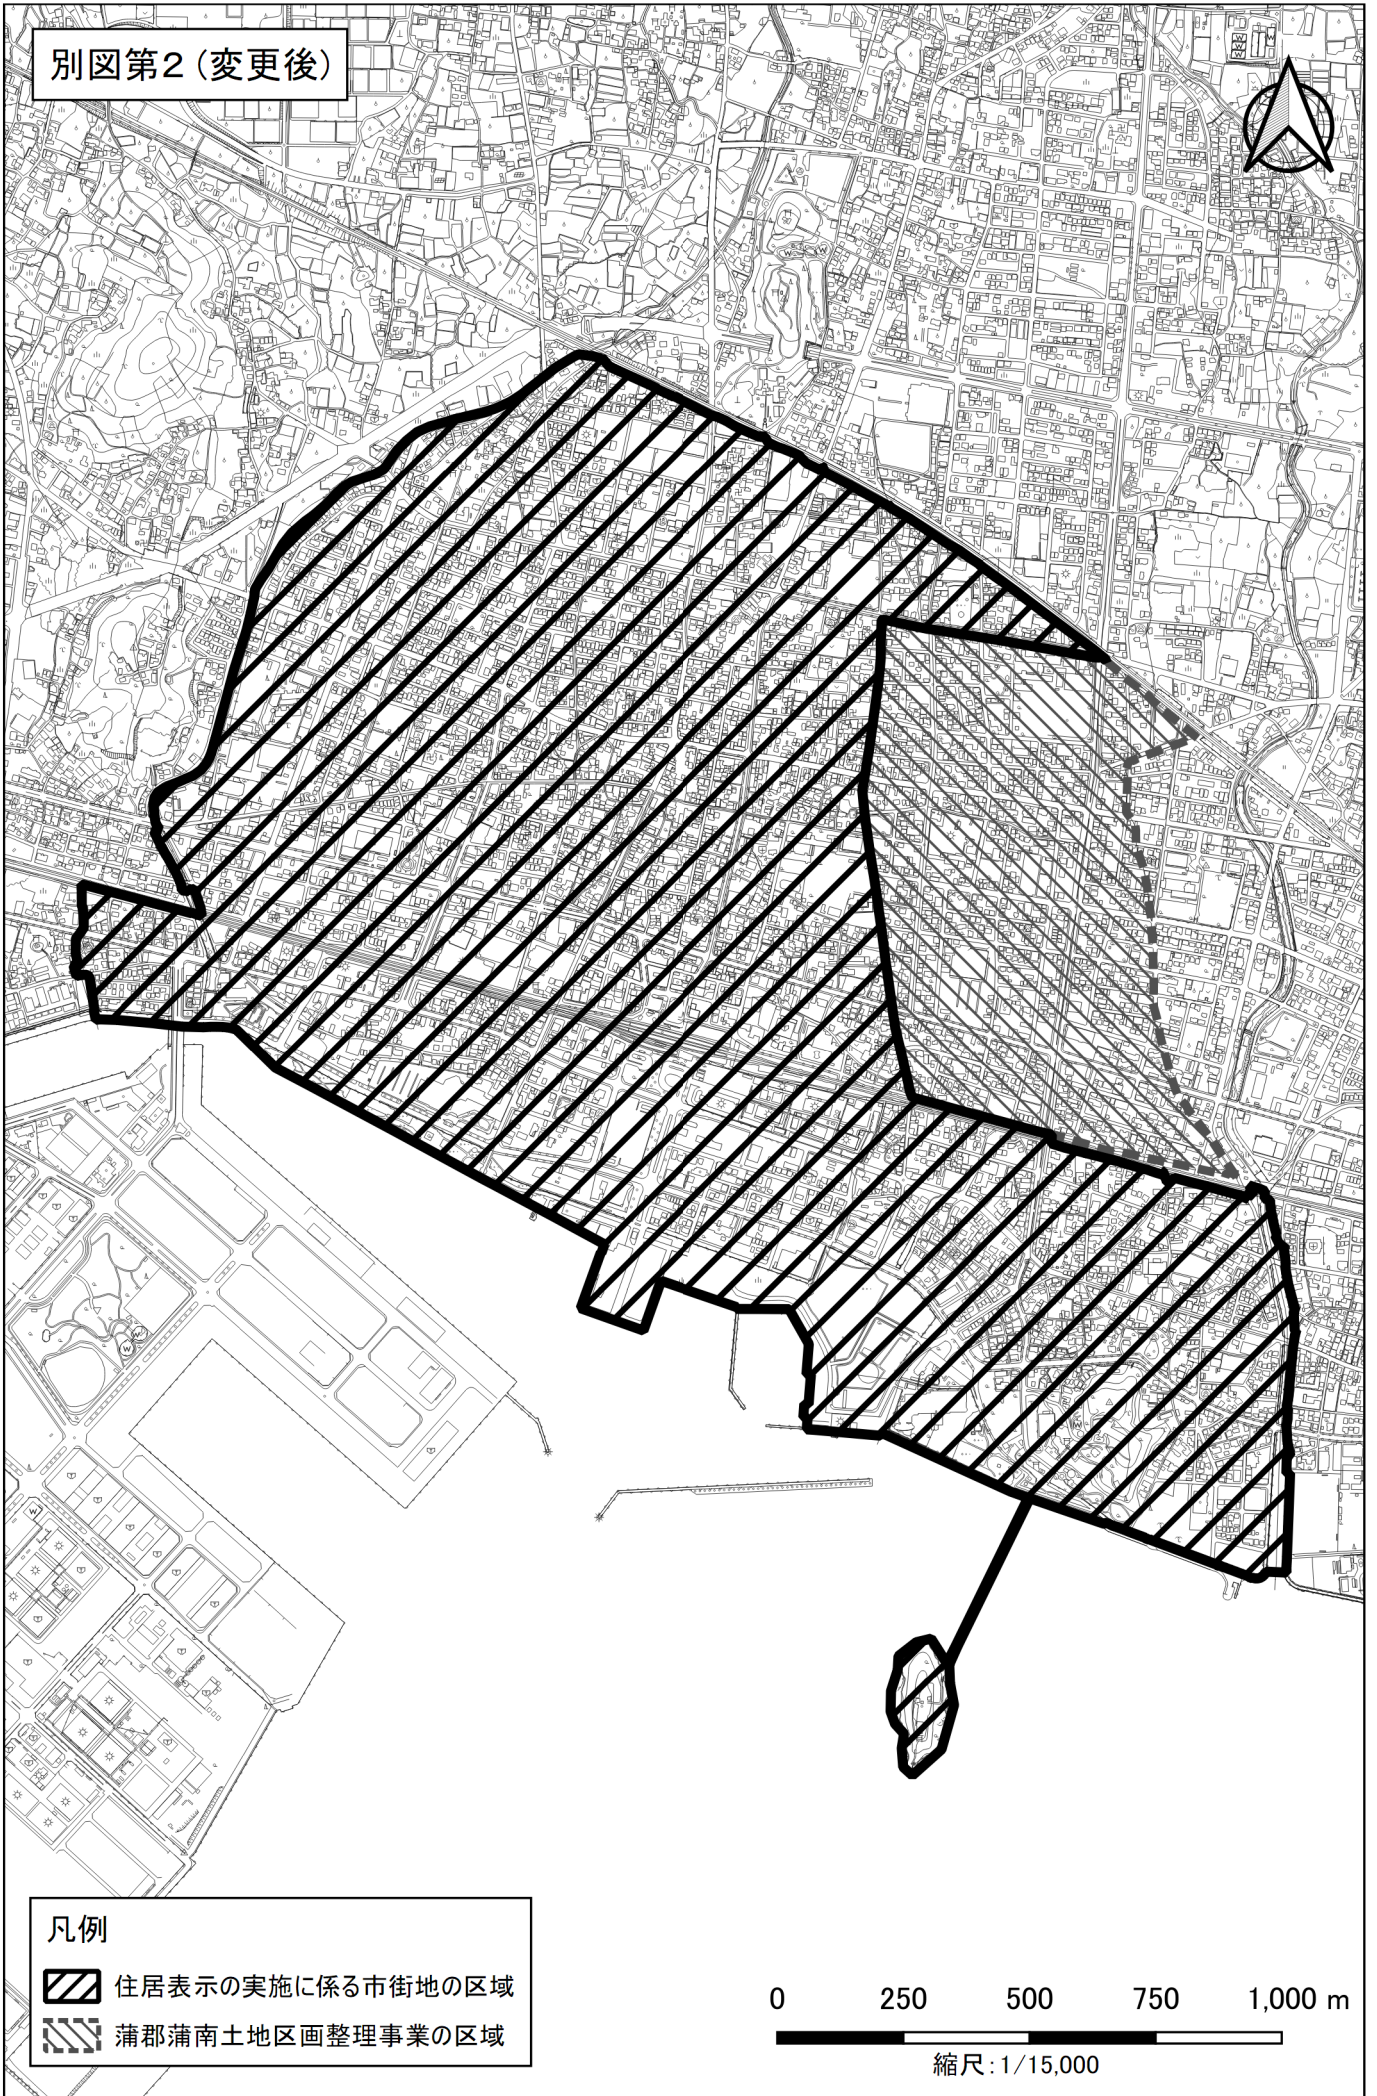 別図第2（変更後）
凡例
住居表示の実施に係る市街地の区域
蒲郡蒲南土地区画整理事業の区域
0 250 500 750 1,000 m
縮尺：1/15,000